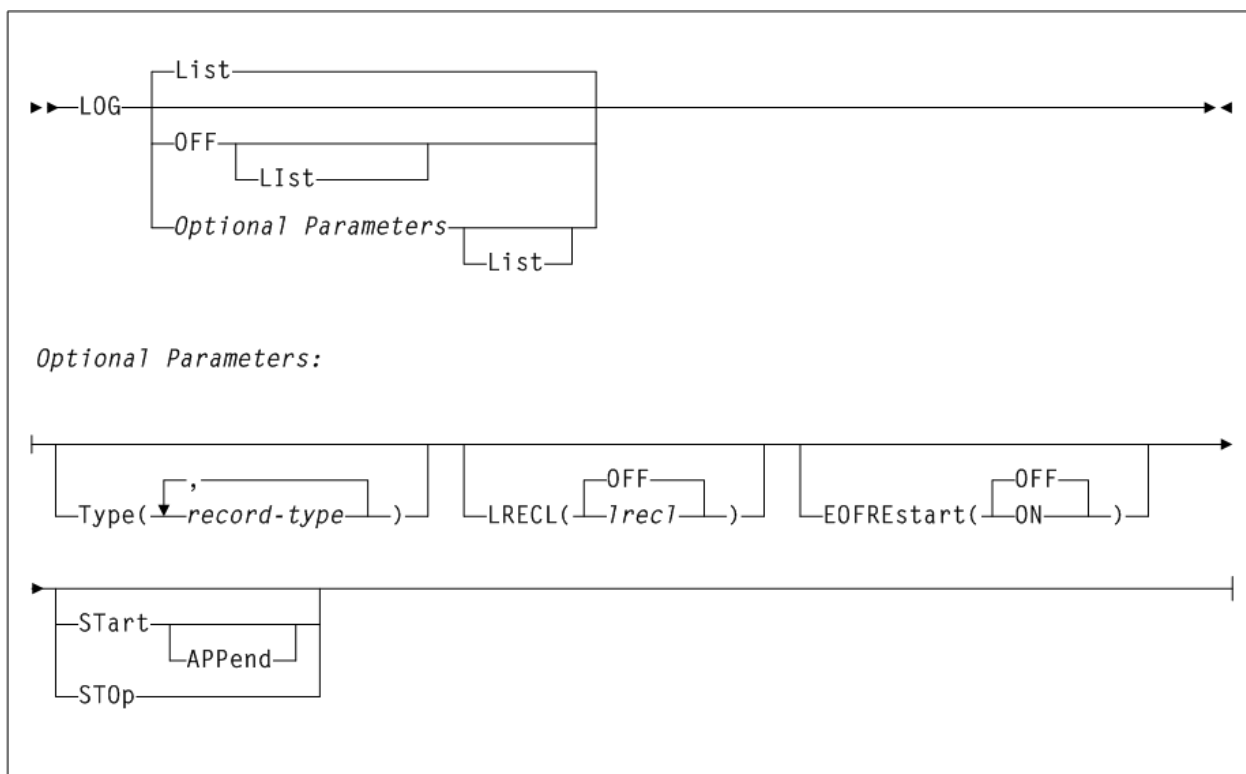 List
LOG
OFF
LIst
Optional Parameters
List
Optional Parameters:
, OFF OFF
Type( record-type ) LRECL( lrecl ) EOFREstart( ON )
STart
APPend
STOp